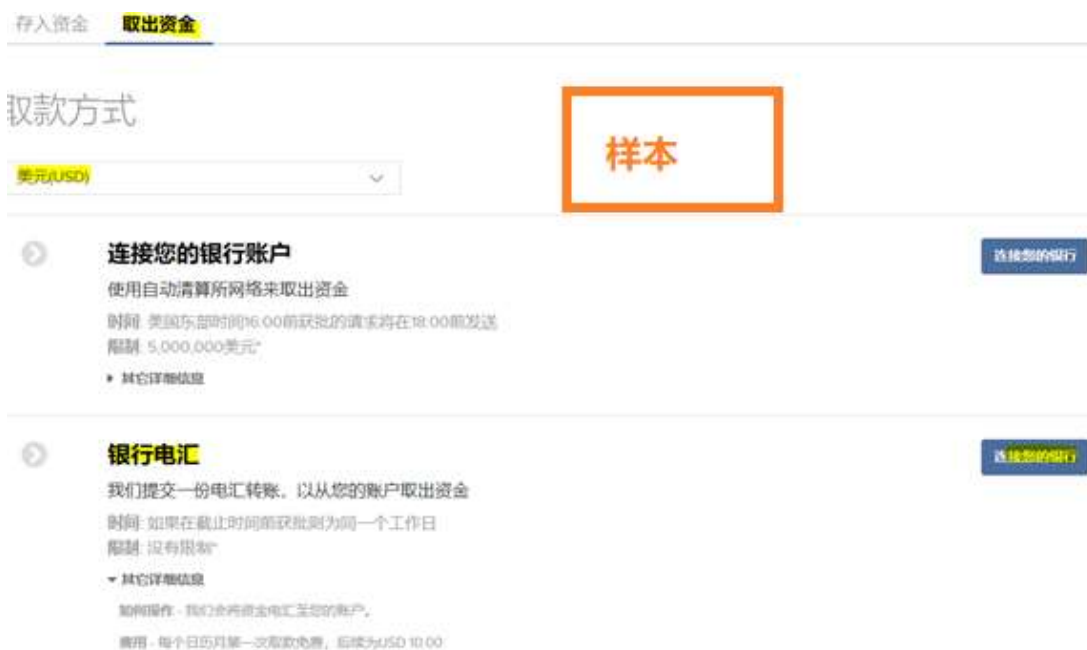 存入资金 取出资金
取款方式
样本
美元(USD)
连接您的银行账户
连接您的银行
使用自动清算所网络来取出资金
时间: 美国东部时间16:00前获批的请求将在18:00前发送
限制: 5,000,000美元*
其它详细信息
银行电汇
连接您的银行
我们提交一份电汇转账，以从您的账户取出资金
时间: 如果在截止时间前获批则为同一个工作日
限制: 没有限制*
其它详细信息
如何操作 - 我们会将资金电汇至您的账户。
费用 - 每个日历月第一次取款免费，后续为USD 10.00